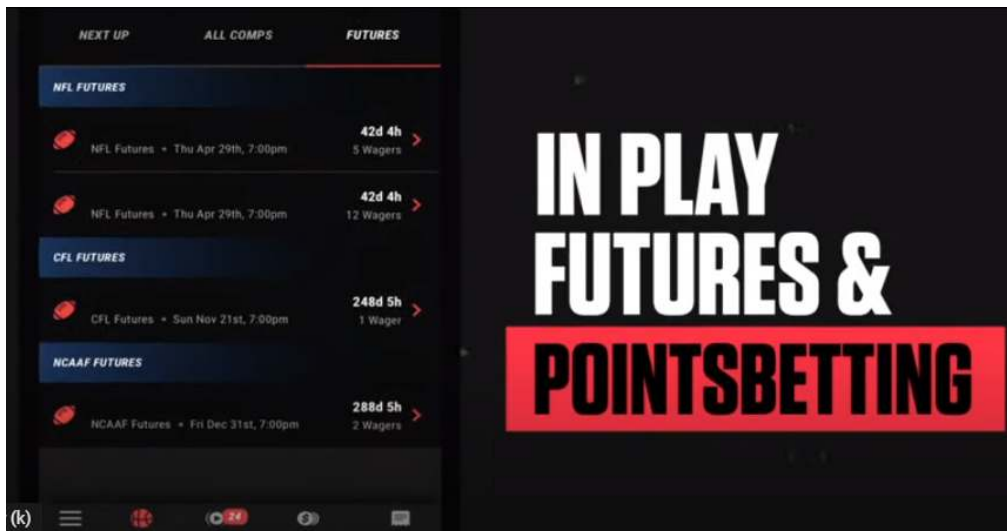 NEXT UP
ALL COMPS
FUTURES
NFL FUTURES
42d 4h
NFL Futures • Thu Apr 29th, 7:00pm
5 Wagers
42d 4h
NFL Futures • Thu Apr 29th, 7:00pm
12 Wagers
CFL FUTURES
248d 5h
CFL Futures • Sun Nov 21st, 7:00pm
1 Wager
NCAAF FUTURES
288d 5h
NCAAF Futures • Fri Dec 31st, 7:00pm
2 Wagers
24
(k)
IN PLAY
FUTURES &
POINTSBETTING